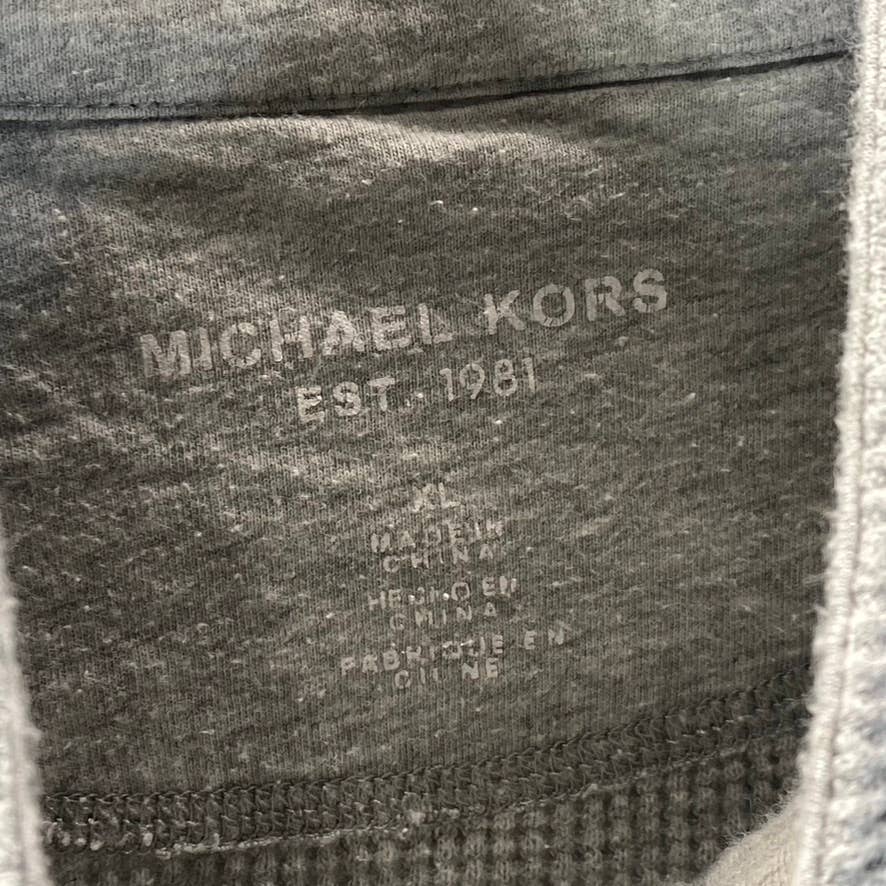 MICHAEL KORS
EST. 1981
XL
MADE IN
CHINA
HECHO EN
CHINA
FABRIQUE EN
CHINE